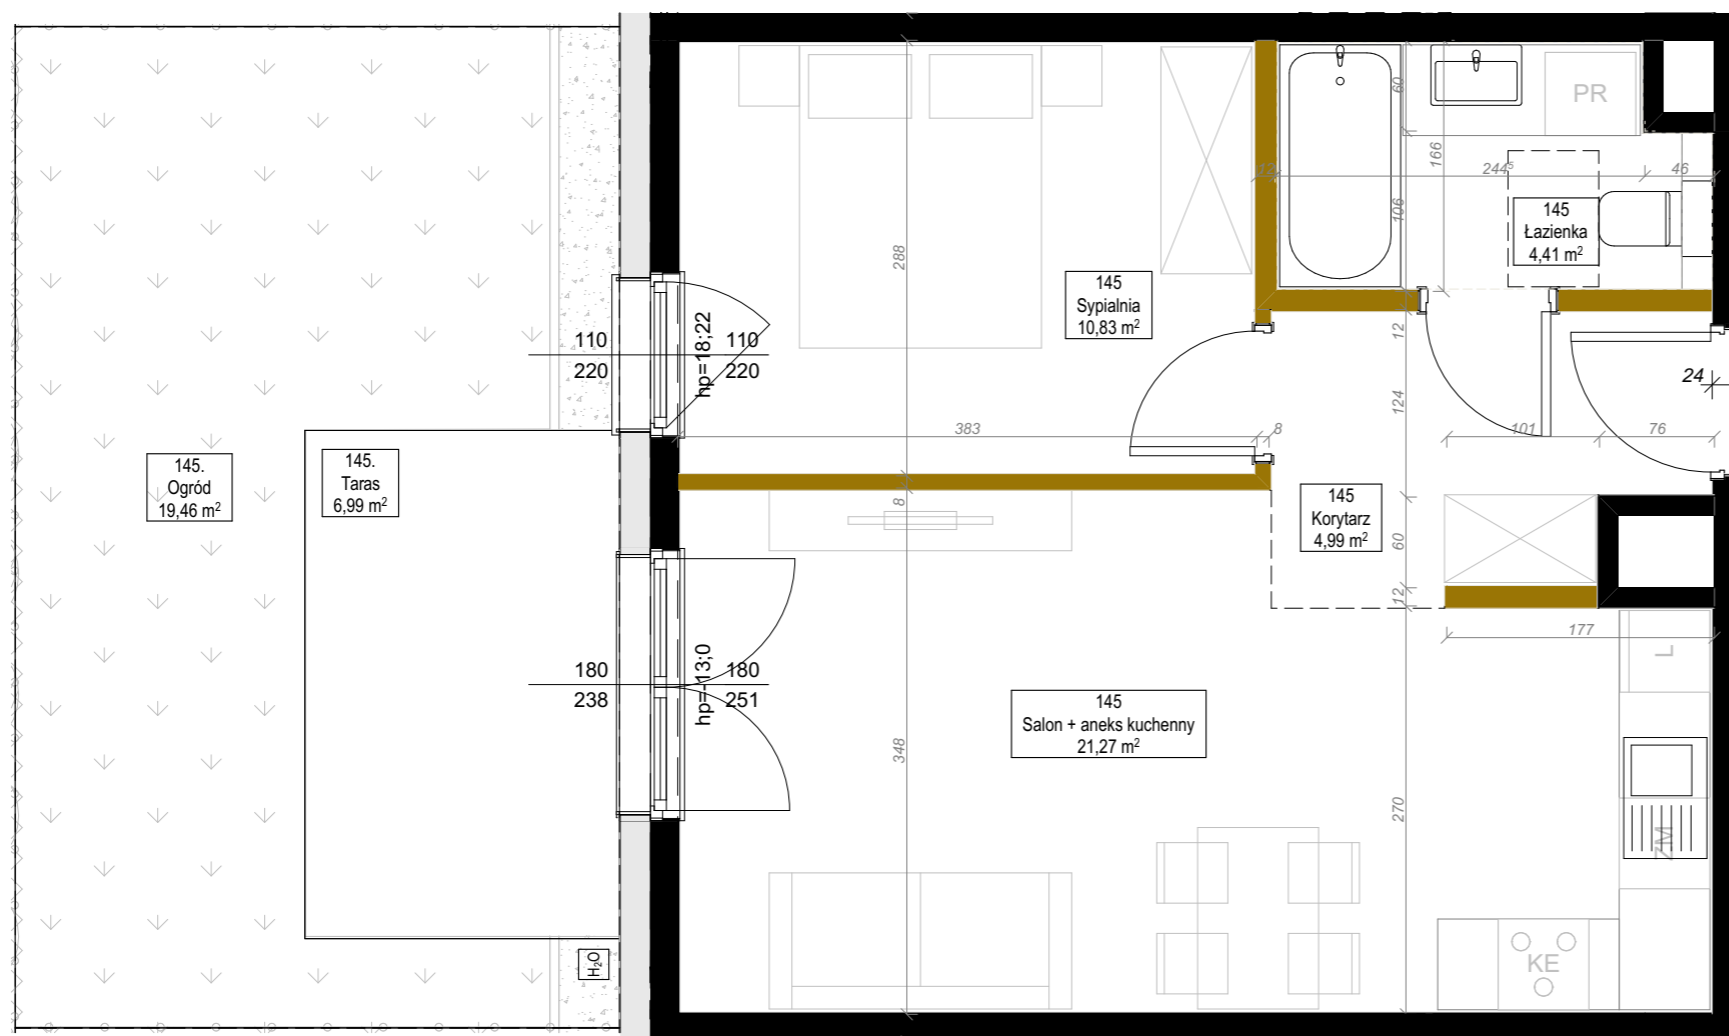 60
PR
166
12
244⁵
46
106
145
Łazienka
4,41 m²
288
145
Sypialnia
10,83 m²
110
220
hp=18;22
110
220
12
24
124
383
8
101
76
145.
Ogród
19,46 m²
145.
Taras
6,99 m²
8
145
Korytarz
4,99 m²
60
12
177
L
180
238
hp=-13;0
180
251
145
Salon + aneks kuchenny
21,27 m²
348
270
ZM
H₂O
KE